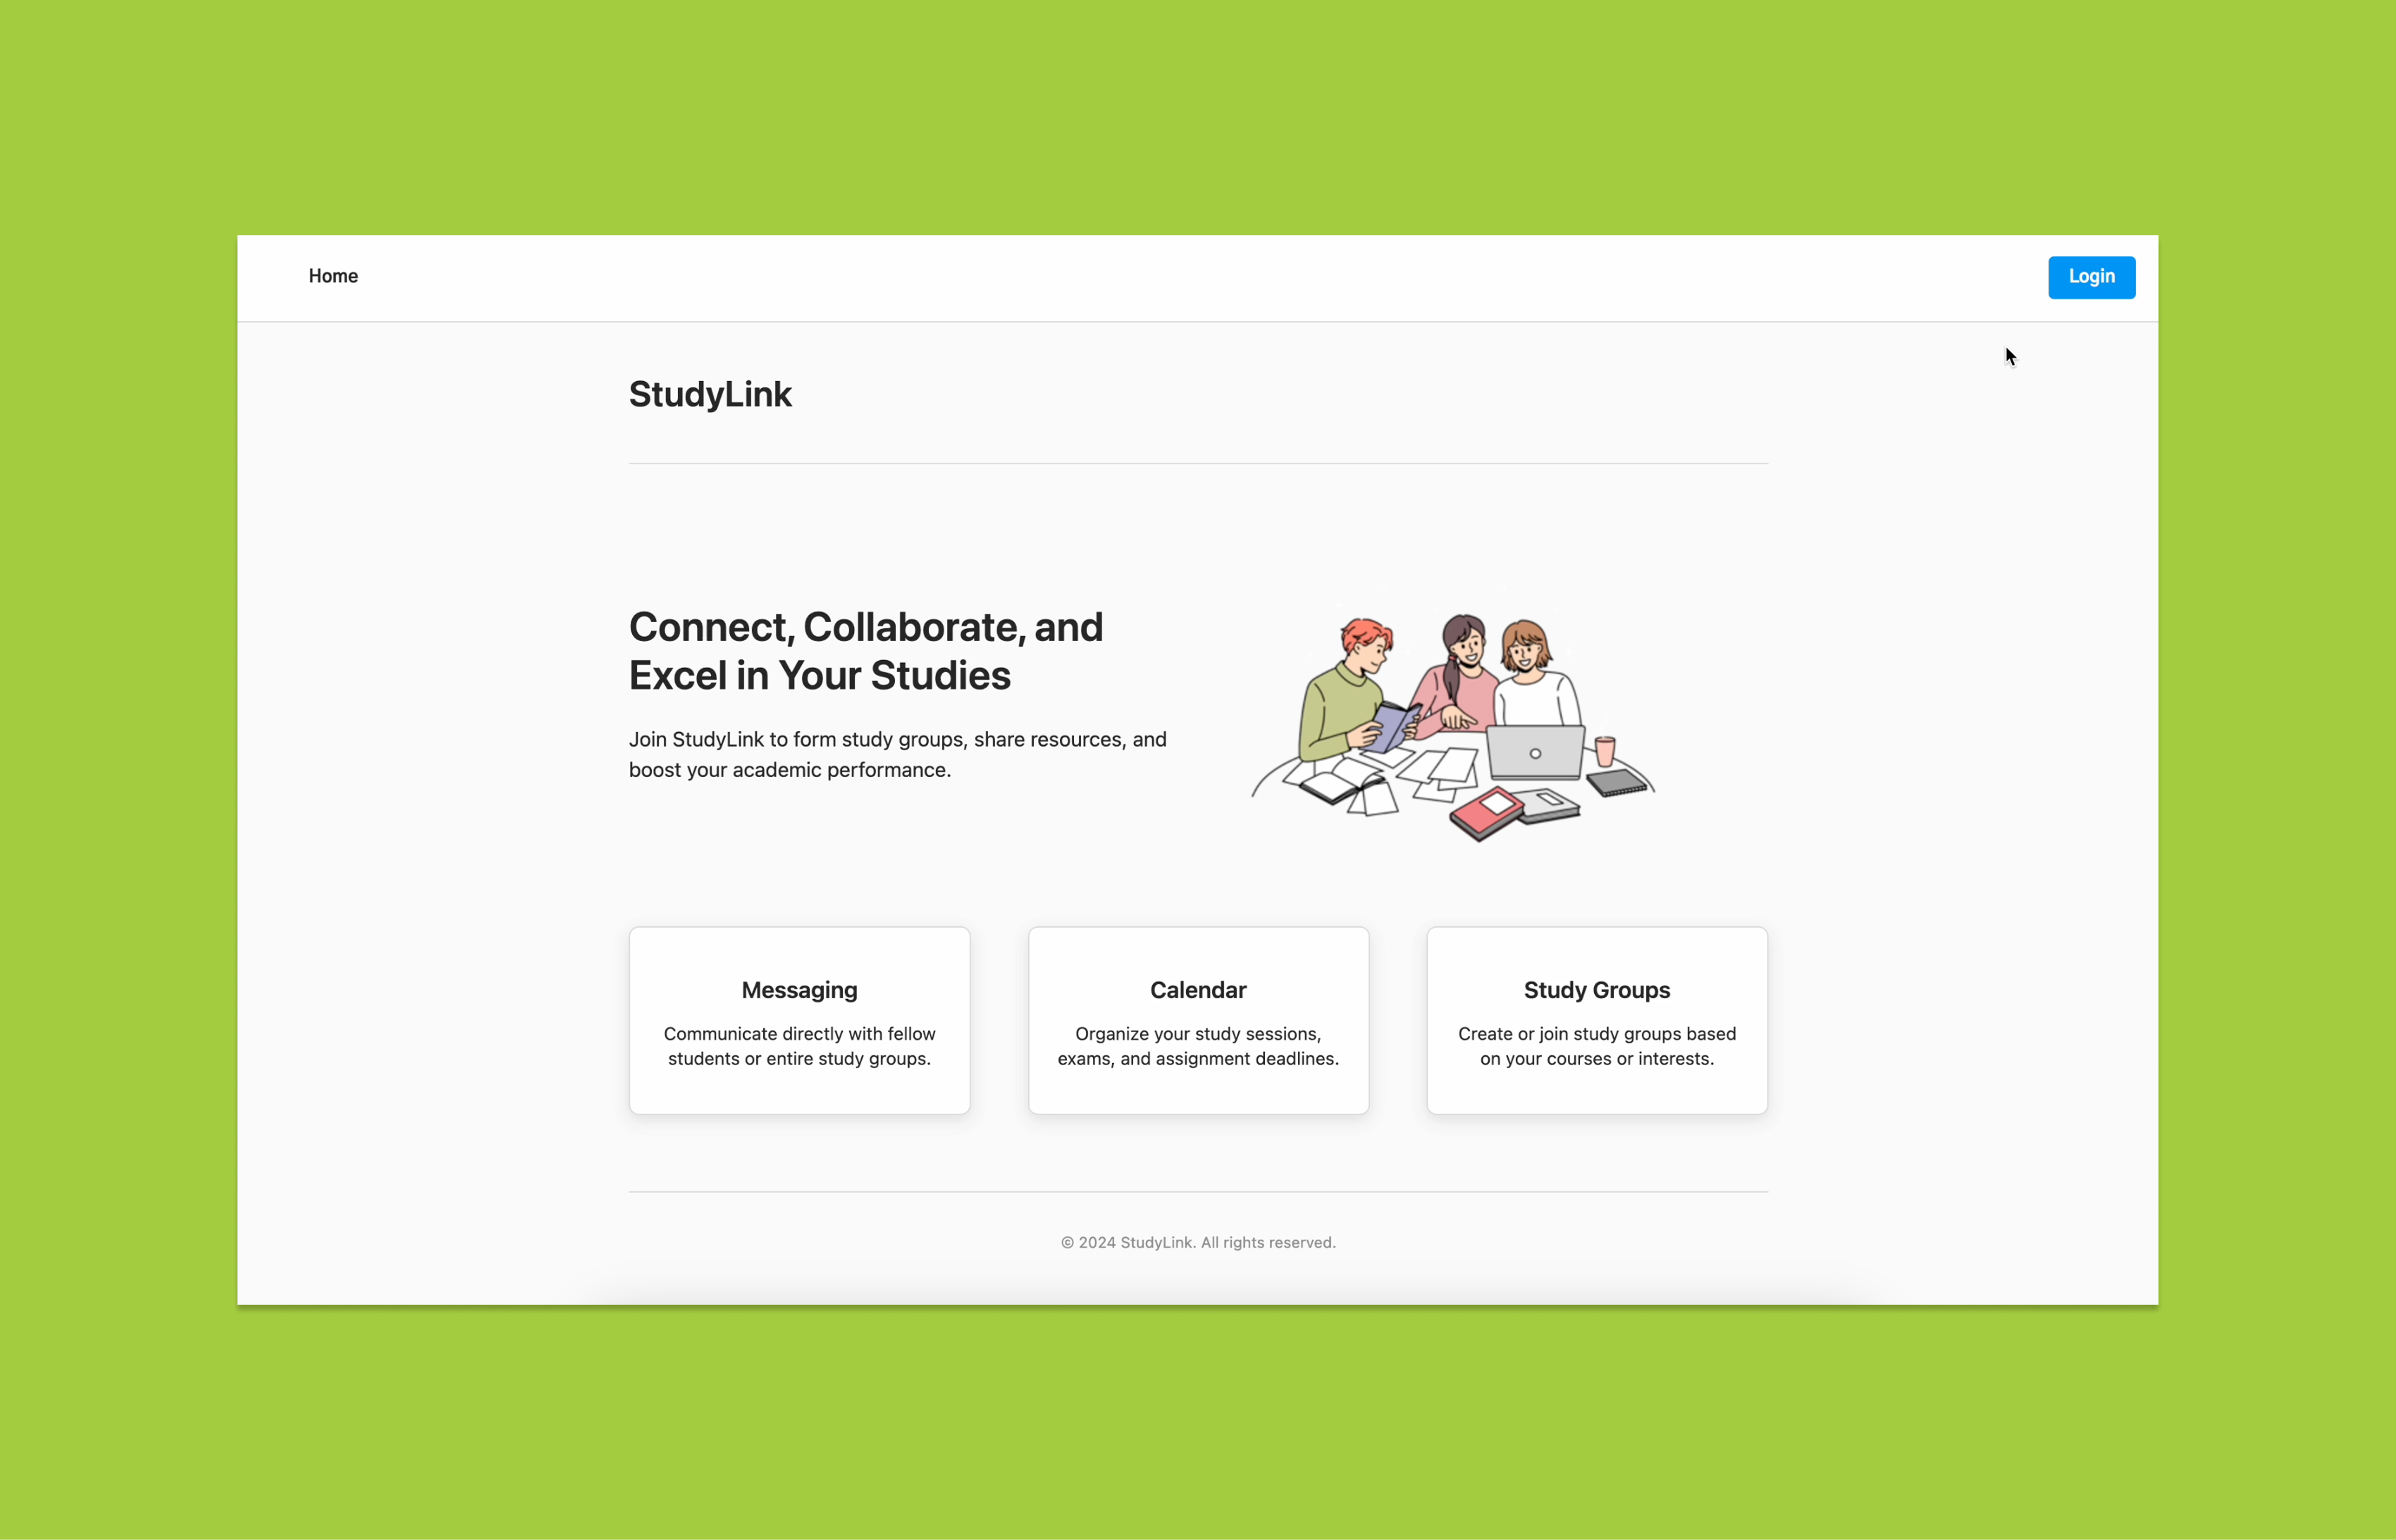 Home
Login
StudyLink
Connect, Collaborate, and
Excel in Your Studies
Join StudyLink to form study groups, share resources, and
boost your academic performance.
Messaging
Communicate directly with fellow
students or entire study groups.
Calendar
Organize your study sessions,
exams, and assignment deadlines.
Study Groups
Create or join study groups based
on your courses or interests.
© 2024 StudyLink. All rights reserved.